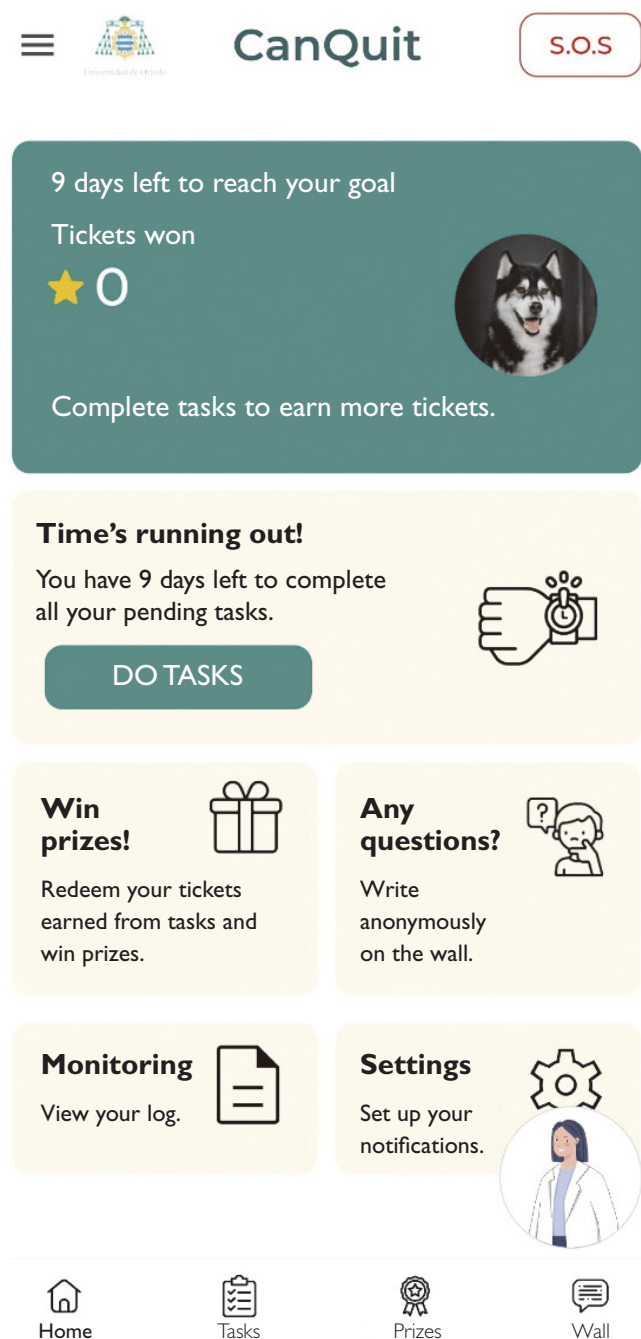 CanQuit
S.O.S
Universidad de Oviedo
9 days left to reach your goal
Tickets won
0
Complete tasks to earn more tickets.
Time’s running out!
You have 9 days left to complete
all your pending tasks.
DO TASKS
Win
prizes!
Redeem your tickets
earned from tasks and
win prizes.
?
Any
questions?
Write
anonymously
on the wall.
Monitoring
View your log.
Settings
Set up your
notifications.
Home
Tasks
Prizes
Wall